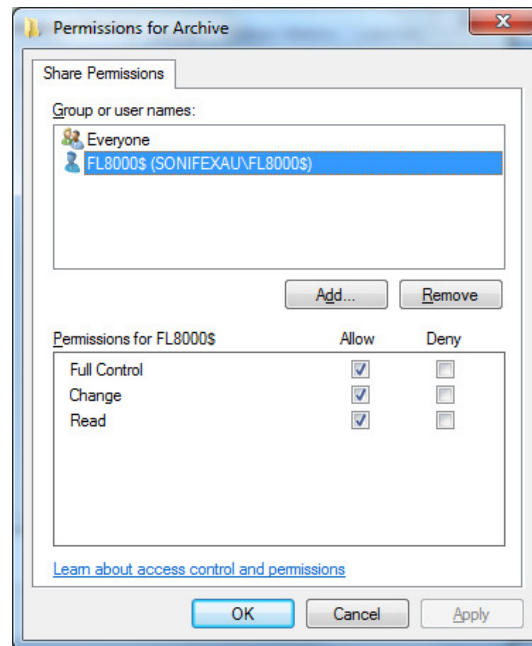 Permissions for Archive
Share Permissions
Group or user names:
Everyone
FL8000$ (SONIFEXAU\FL8000$)
Add... Remove
Permissions for FL8000$ Allow Deny
Full Control
Change
Read
Learn about access control and permissions
OK Cancel Apply